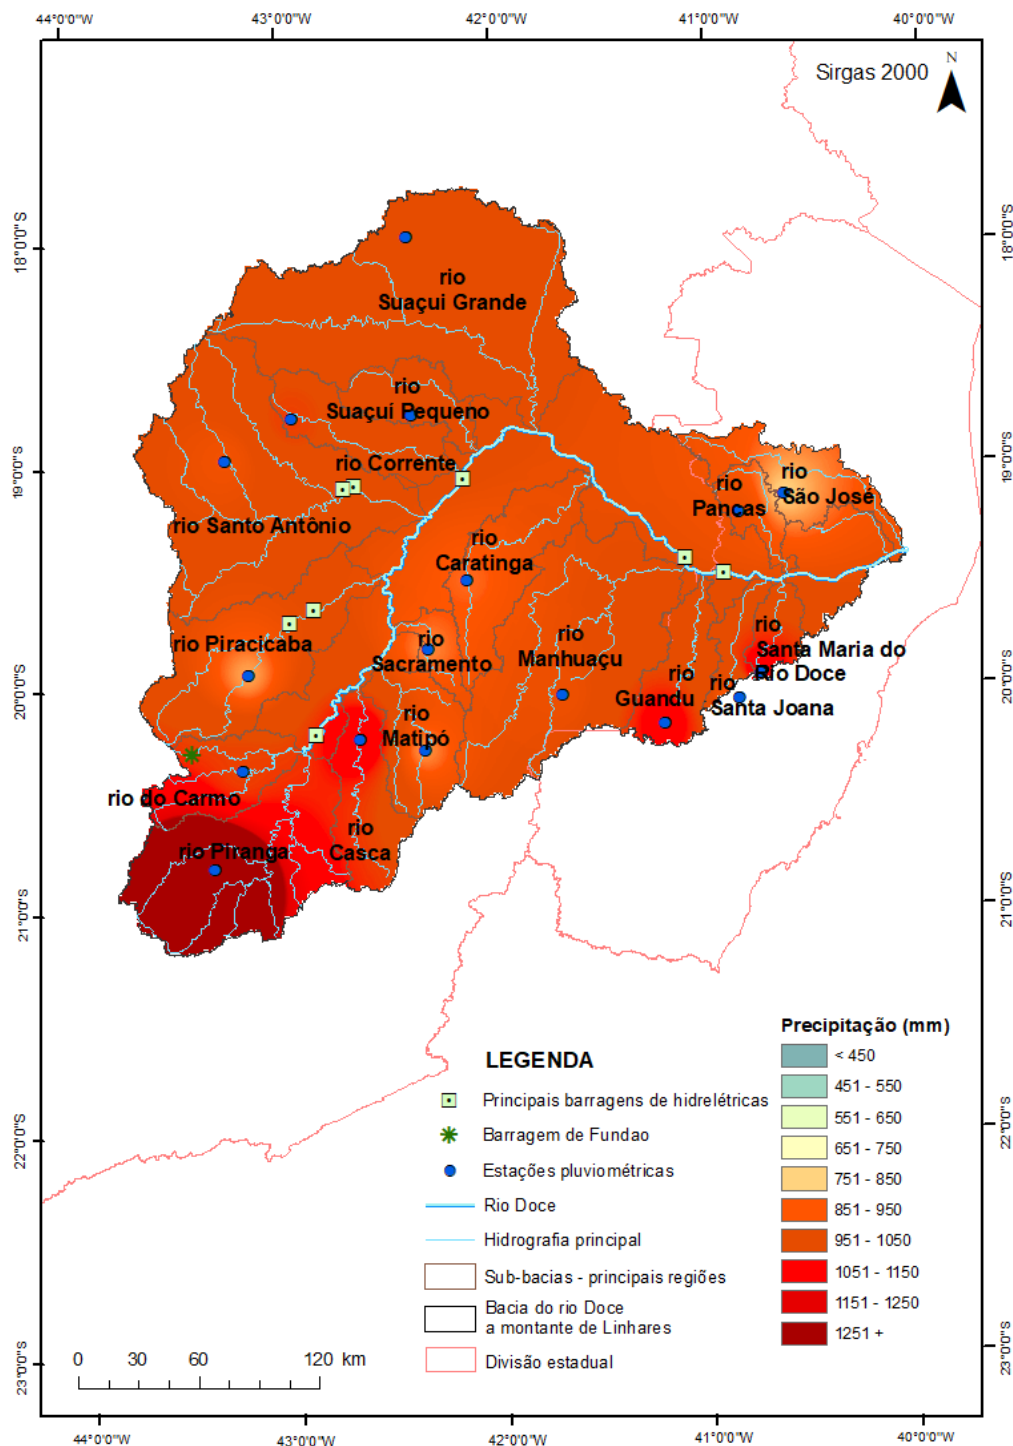 44°0'0"W 43°0'0"W 42°0'0"W 41°0'0"W 40°0'0"W
Sirgas 2000
N
18°0'0"S
18°0'0"S
rio
Suaçui Grande
rio
Suaçuí Pequeno
rio Corrente
19°0'0"S
19°0'0"S
rio
São José
rio
Pancas
rio Santo Antônio
rio
Caratinga
rio Piracicaba
rio
Sacramento
rio
Manhuaçu
rio
Santa Maria do
Rio Doce
rio
Guandu
rio
Santa Joana
20°0'0"S
20°0'0"S
rio
Matipó
rio do Carmo
rio
Casca
rio Piranga
21°0'0"S
21°0'0"S
LEGENDA
Principais barragens de hidrelétricas
Barragem de Fundao
Estações pluviométricas
Rio Doce
Hidrografia principal
Sub-bacias - principais regiões
Bacia do rio Doce
a montante de Linhares
Divisão estadual
Precipitação (mm)
< 450
451 - 550
551 - 650
651 - 750
751 - 850
851 - 950
951 - 1050
1051 - 1150
1151 - 1250
1251 +
22°0'0"S
22°0'0"S
23°0'0"S
23°0'0"S
0 30 60 120 km
44°0'0"W 43°0'0"W 42°0'0"W 41°0'0"W 40°0'0"W